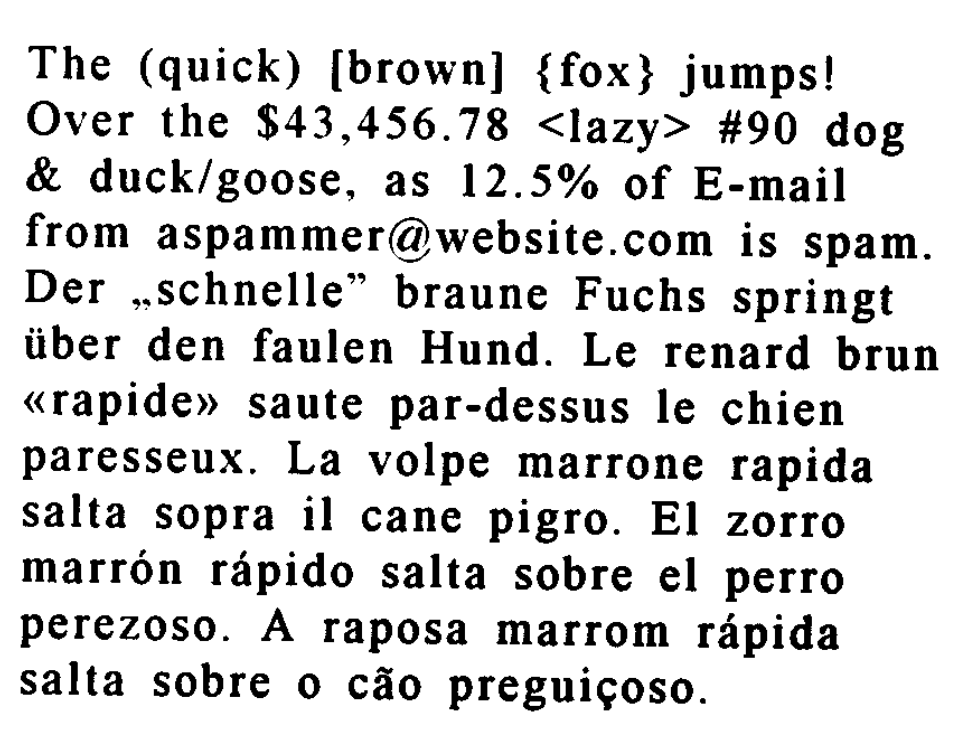 The (quick) [brown] {fox} jumps!
Over the $43,456.78 <lazy> #90 dog
& duck/goose, as 12.5% of E-mail
from aspammer@website.com is spam.
Der „schnelle” braune Fuchs springt
über den faulen Hund. Le renard brun
«rapide» saute par-dessus le chien
paresseux. La volpe marrone rapida
salta sopra il cane pigro. El zorro
marrón rápido salta sobre el perro
perezoso. A raposa marrom rápida
salta sobre o cão preguiçoso.